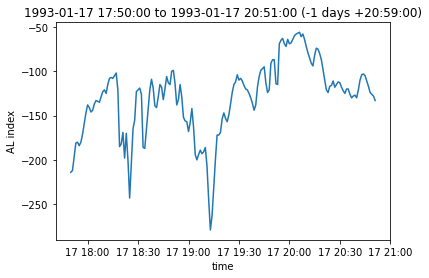 1993-01-17 17:50:00 to 1993-01-17 20:51:00 (-1 days +20:59:00)
−50
−100
−150
−200
−250
AL index
17 18:00 17 18:30 17 19:00 17 19:30 17 20:00 17 20:30 17 21:00
time